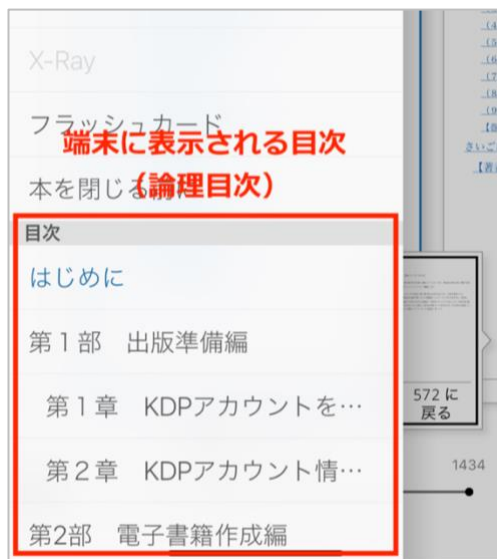 X-Ray
フラッシュカード
端末に表示される目次
本を閉じる前に
（論理目次）
目次
はじめに
第１部　出版準備編
第１章　KDPアカウントを…
第２章　KDPアカウント情…
第2部　電子書籍作成編
572 に
戻る
1434